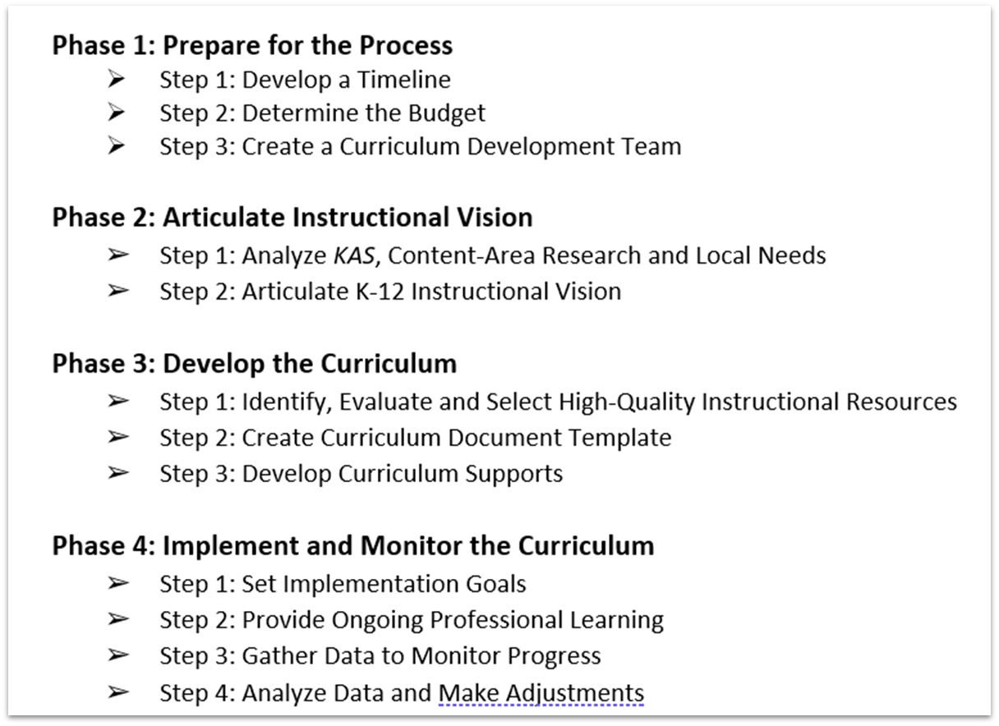 Phase 1: Prepare for the Process
➢ Step 1: Develop a Timeline
➢ Step 2: Determine the Budget
➢ Step 3: Create a Curriculum Development Team
Phase 2: Articulate Instructional Vision
➢ Step 1: Analyze KAS, Content-Area Research and Local Needs
➢ Step 2: Articulate K-12 Instructional Vision
Phase 3: Develop the Curriculum
➢ Step 1: Identify, Evaluate and Select High-Quality Instructional Resources
➢ Step 2: Create Curriculum Document Template
➢ Step 3: Develop Curriculum Supports
Phase 4: Implement and Monitor the Curriculum
➢ Step 1: Set Implementation Goals
➢ Step 2: Provide Ongoing Professional Learning
➢ Step 3: Gather Data to Monitor Progress
➢ Step 4: Analyze Data and Make Adjustments